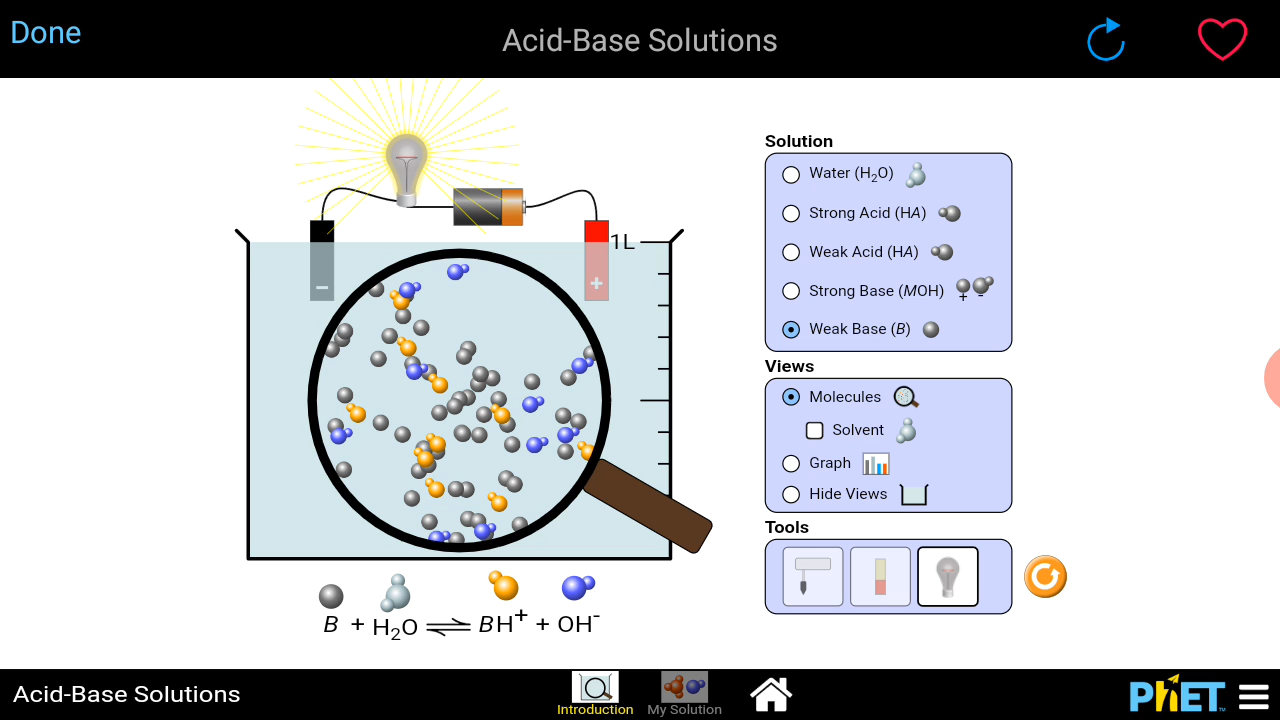 Done
Acid-Base Solutions
1L
−
+
Solution
Water (H₂O)
Strong Acid (HA)
Weak Acid (HA)
Strong Base (MOH)
+ -
Weak Base (B)
Views
Molecules
Solvent
Graph
Hide Views
Tools
B + H₂O ⇌ BH⁺ + OH⁻
Acid-Base Solutions
Introduction
My Solution
PhET